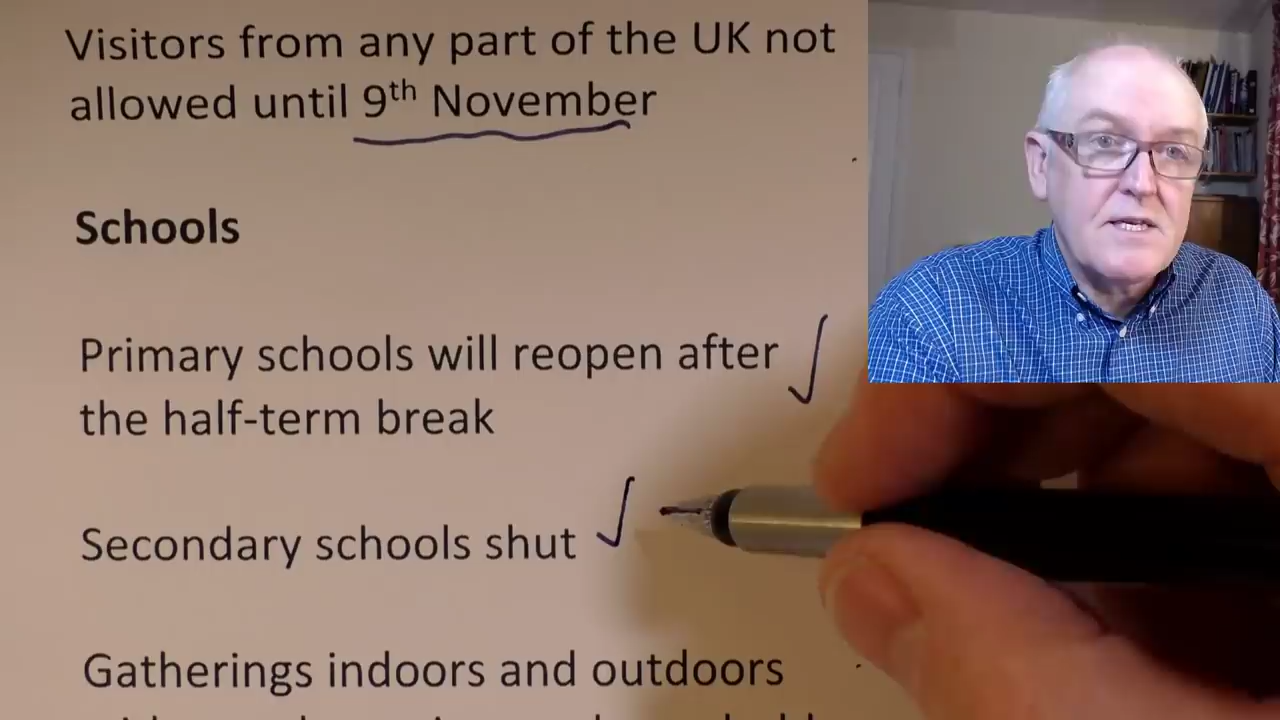 Visitors from any part of the UK not
allowed until 9th November
Schools
Primary schools will reopen after
the half-term break
Secondary schools shut
Gatherings indoors and outdoors